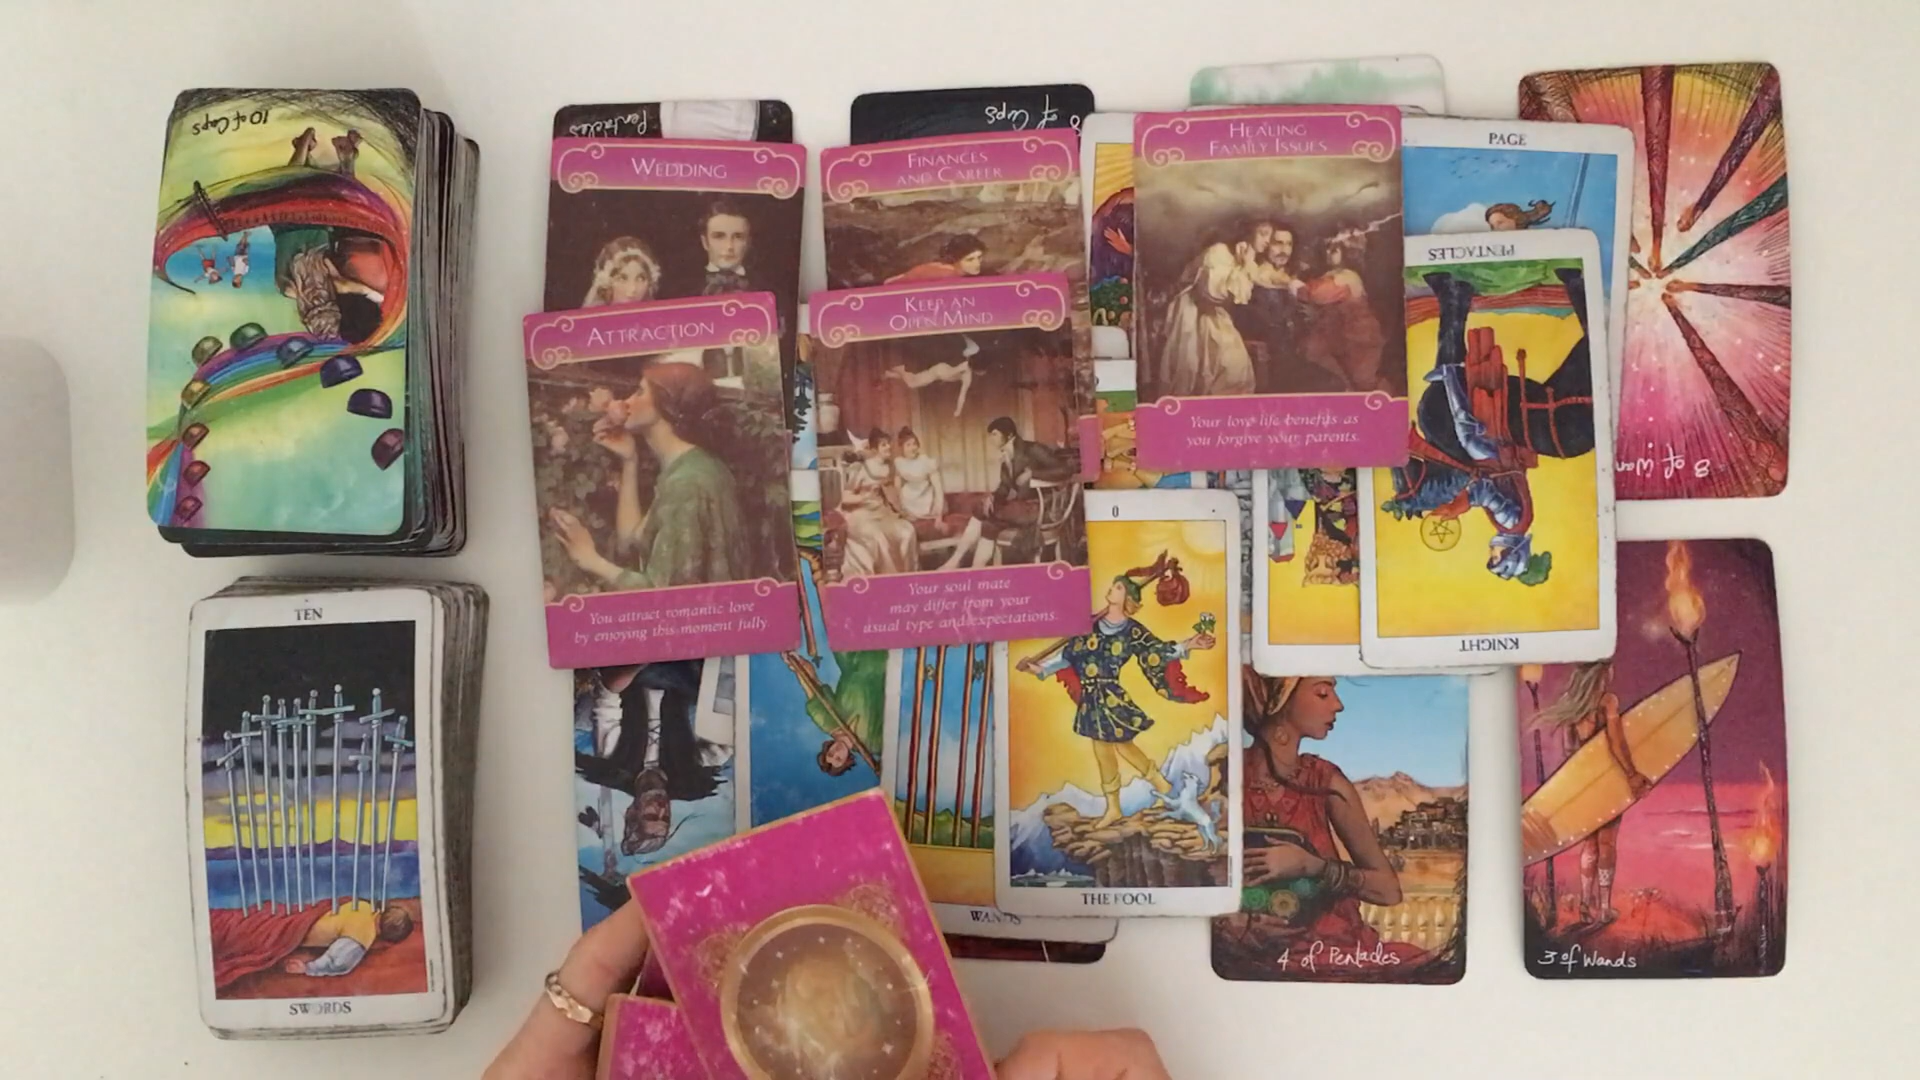 10 of Cups
Pentacles
8 of Cups
WEDDING
FINANCES
AND CAREER
HEALING
FAMILY ISSUES
PAGE
PENTACLES
ATTRACTION
KEEP AN
OPEN MIND
Your love life benefits as
you forgive your parents.
8 of Wan
0
You attract romantic love
by enjoying this moment fully
Your soul mate
may differ from your
usual type and expectations.
TEN
KNIGHT
THE FOOL
WANDS
SWORDS
4 of Pentacles
3 of Wands